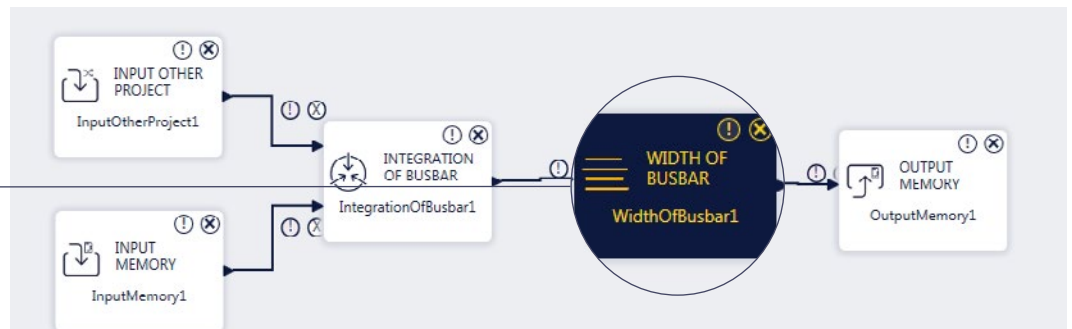 INPUT OTHER
PROJECT
InputOtherProject1
INPUT
MEMORY
InputMemory1
INTEGRATION
OF BUSBAR
IntegrationOfBusbar1
WIDTH OF
BUSBAR
WidthOfBusbar1
OUTPUT
MEMORY
OutputMemory1